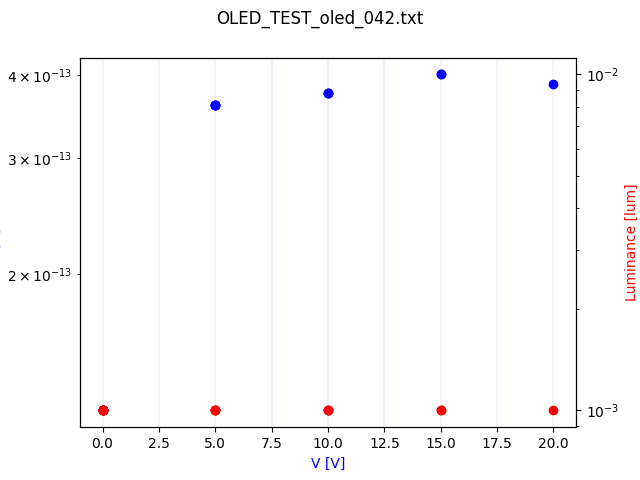 OLED_TEST_oled_042.txt
4 × 10⁻¹³
3 × 10⁻¹³
2 × 10⁻¹³
10⁻²
10⁻³
Luminance [lum]
0.0 2.5 5.0 7.5 10.0 12.5 15.0 17.5 20.0
V [V]